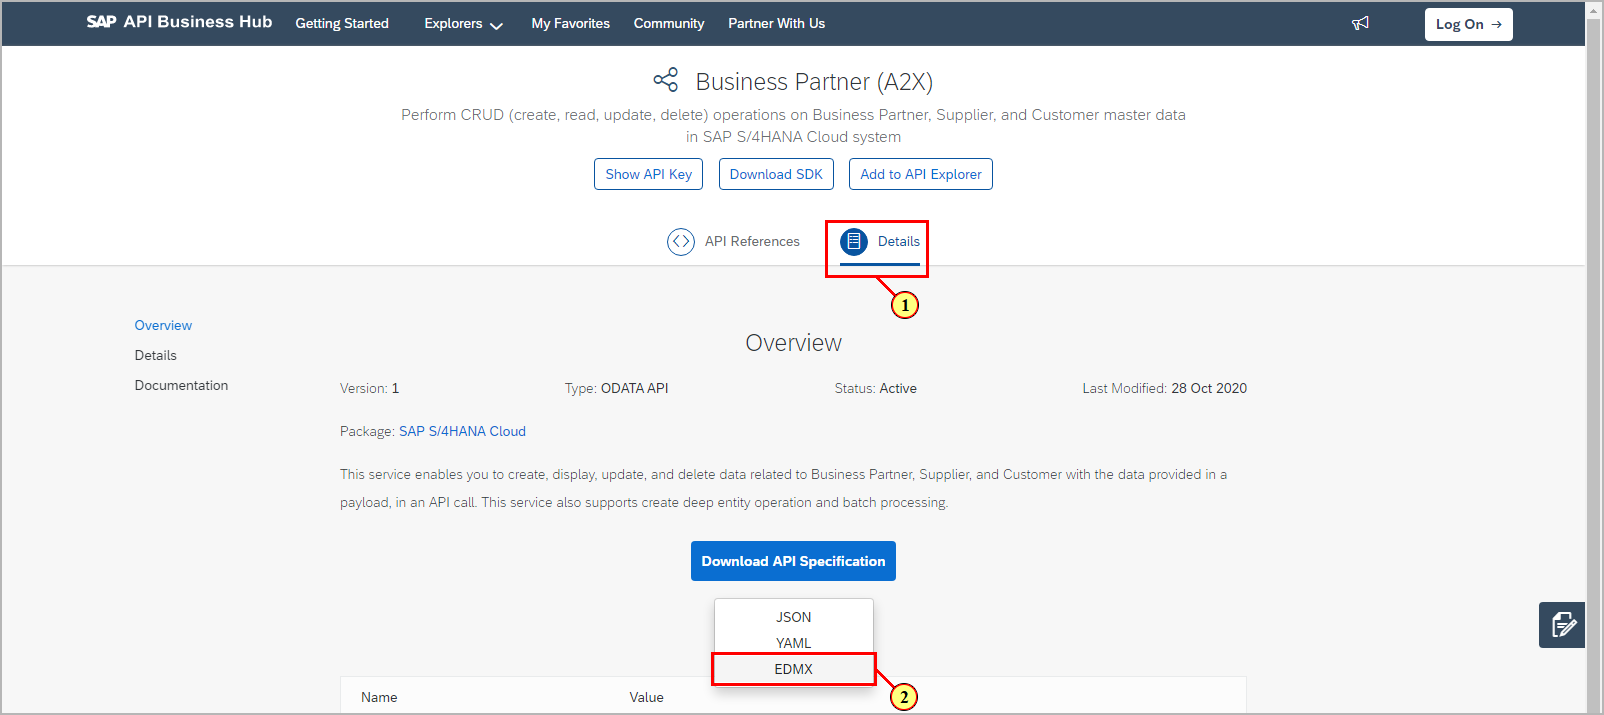 SAP API Business Hub Getting Started Explorers My Favorites Community Partner With Us Log On →
Business Partner (A2X)
Perform CRUD (create, read, update, delete) operations on Business Partner, Supplier, and Customer master data
in SAP S/4HANA Cloud system
Show API Key Download SDK Add to API Explorer
API References Details
1
Overview
Details
Documentation
Overview
Version: 1 Type: ODATA API Status: Active Last Modified: 28 Oct 2020
Package: SAP S/4HANA Cloud
This service enables you to create, display, update, and delete data related to Business Partner, Supplier, and Customer with the data provided in a
payload, in an API call. This service also supports create deep entity operation and batch processing.
Download API Specification
JSON
YAML
EDMX
2
Name Value